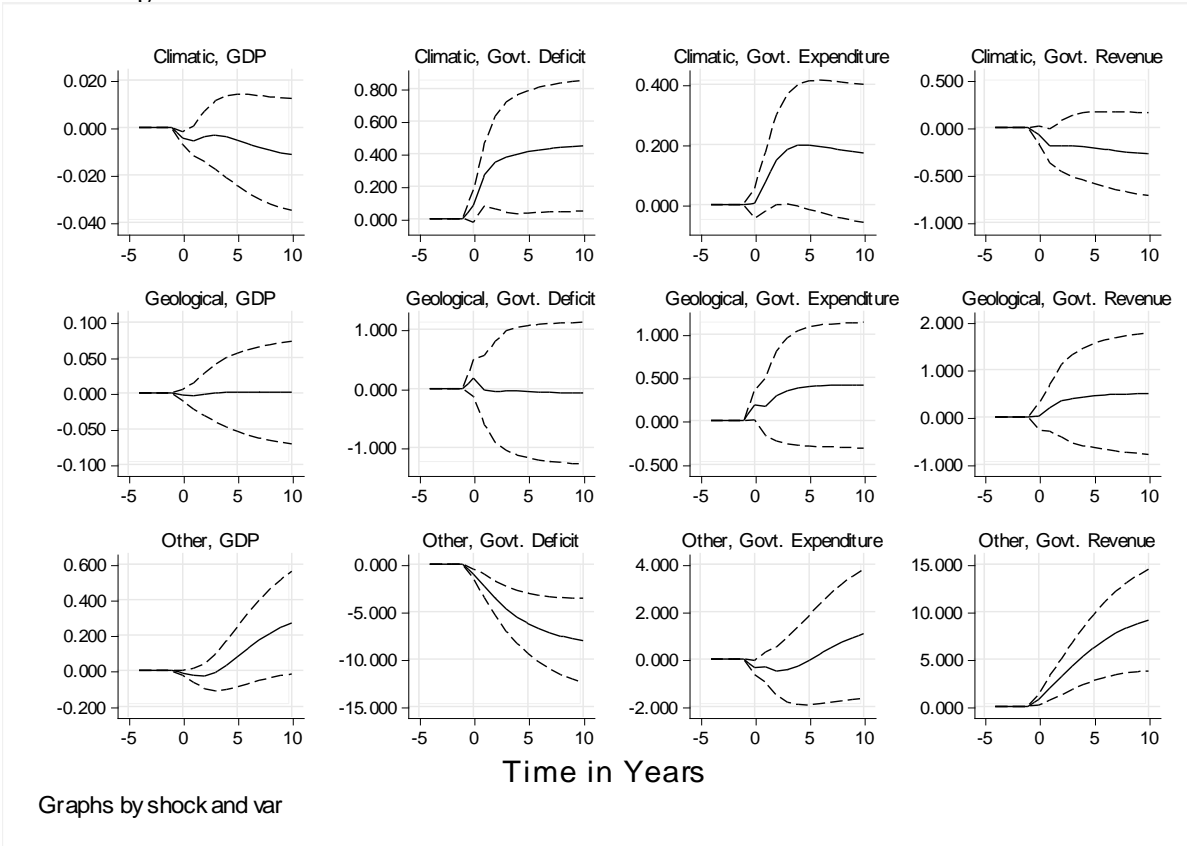 Climatic, GDP Climatic, Govt. Deficit Climatic, Govt. Expenditure Climatic, Govt. Revenue
0.020 0.800 0.400 0.500
0.000 0.600 0.200 0.000
-0.020 0.400 0.000 -0.500
-0.040 0.200 -1.000
0.000
-5 0 5 10 -5 0 5 10 -5 0 5 10 -5 0 5 10
Geological, GDP Geological, Govt. Deficit Geological, Govt. Expenditure Geological, Govt. Revenue
0.100 1.000 1.000 2.000
0.050 0.000 0.500 1.000
0.000 -1.000 0.000 0.000
-0.050 -0.500 -1.000
-0.100
-5 0 5 10 -5 0 5 10 -5 0 5 10 -5 0 5 10
Other, GDP Other, Govt. Deficit Other, Govt. Expenditure Other, Govt. Revenue
0.600 0.000 4.000 15.000
0.400 -5.000 2.000 10.000
0.200 -10.000 0.000 5.000
0.000 -15.000 -2.000 0.000
-0.200
-5 0 5 10 -5 0 5 10 -5 0 5 10 -5 0 5 10
Time in Years
Graphs by shock and var